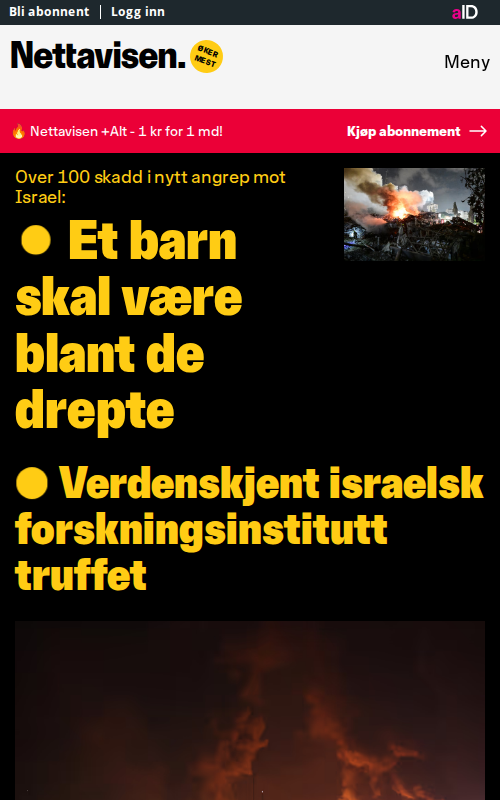 Bli abonnent | Logg inn
aID
Nettavisen.
ØKER
MEST
Meny
🔥 Nettavisen +Alt - 1 kr for 1 md!
Kjøp abonnement →
Over 100 skadd i nytt angrep mot
Israel:
● Et barn
skal være
blant de
drepte
● Verdenskjent israelsk
forskningsinstitutt
truffet